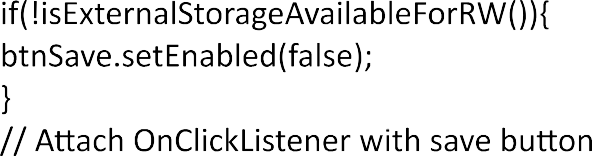 if(!isExternalStorageAvailableForRW()){
btnSave.setEnabled(false);
}
// Attach OnClickListener with save button